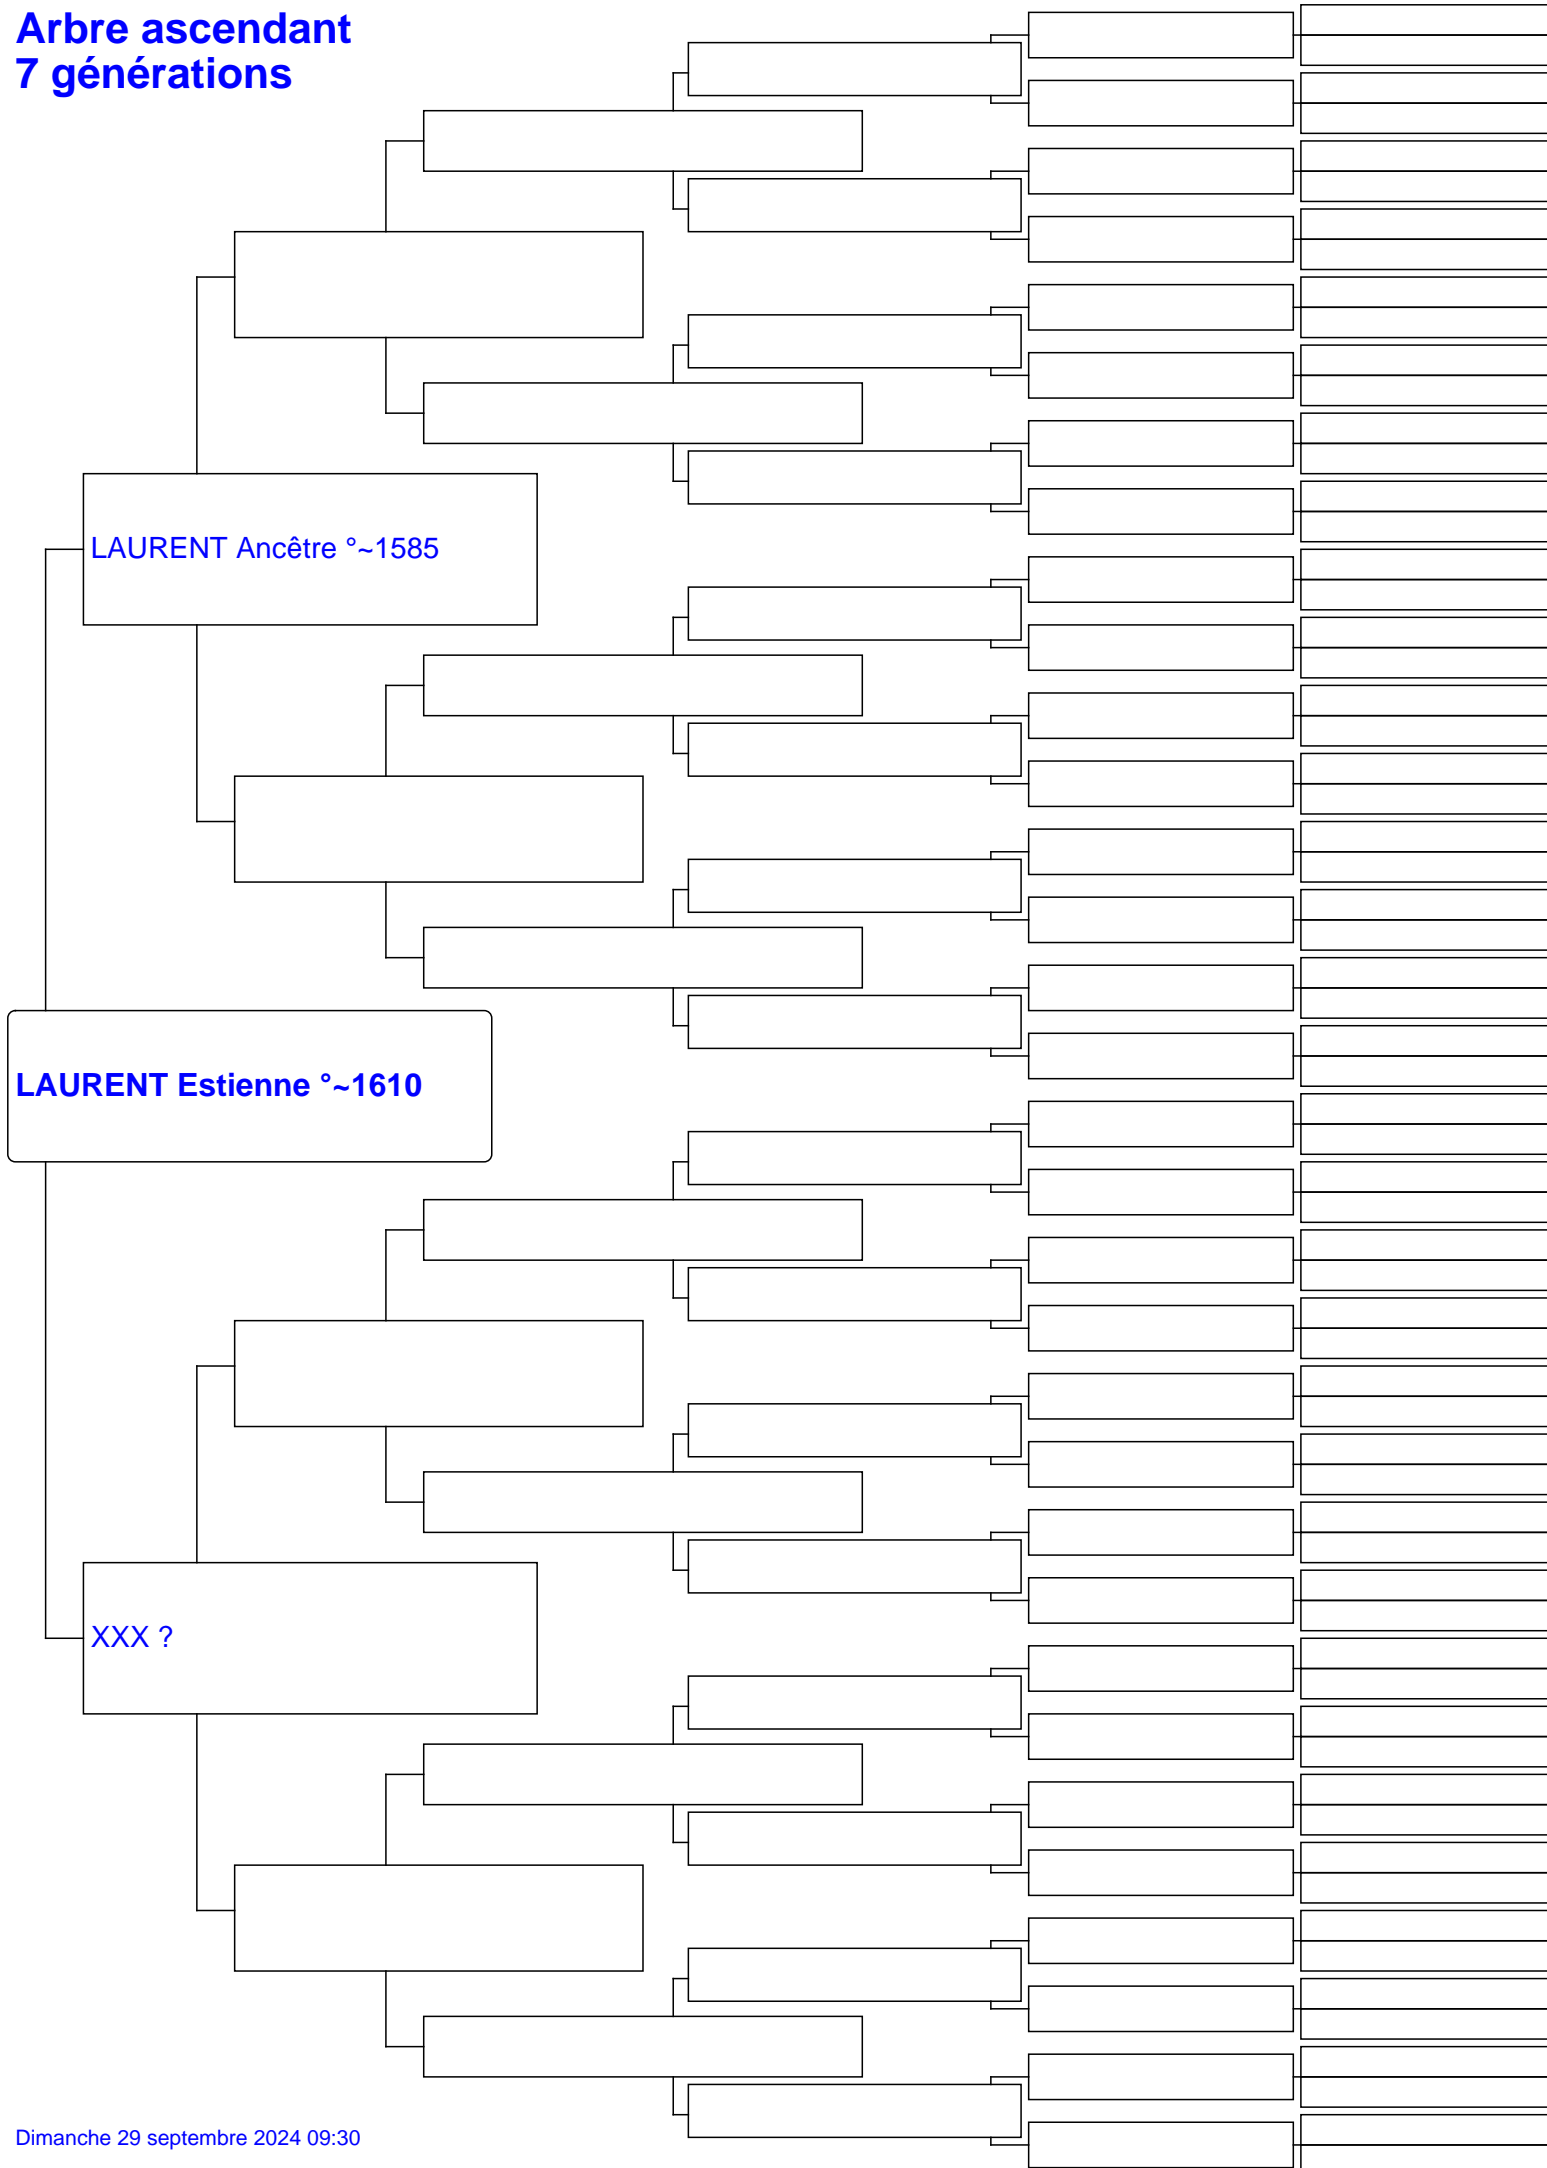 Arbre ascendant
7 générations
LAURENT Ancêtre °~1585
LAURENT Estienne °~1610
XXX ?
Dimanche 29 septembre 2024 09:30